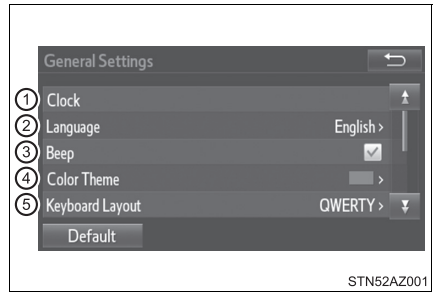 General Settings
1 Clock
2 Language English >
3 Beep
4 Color Theme >
5 Keyboard Layout QWERTY >
Default
STN52AZ001